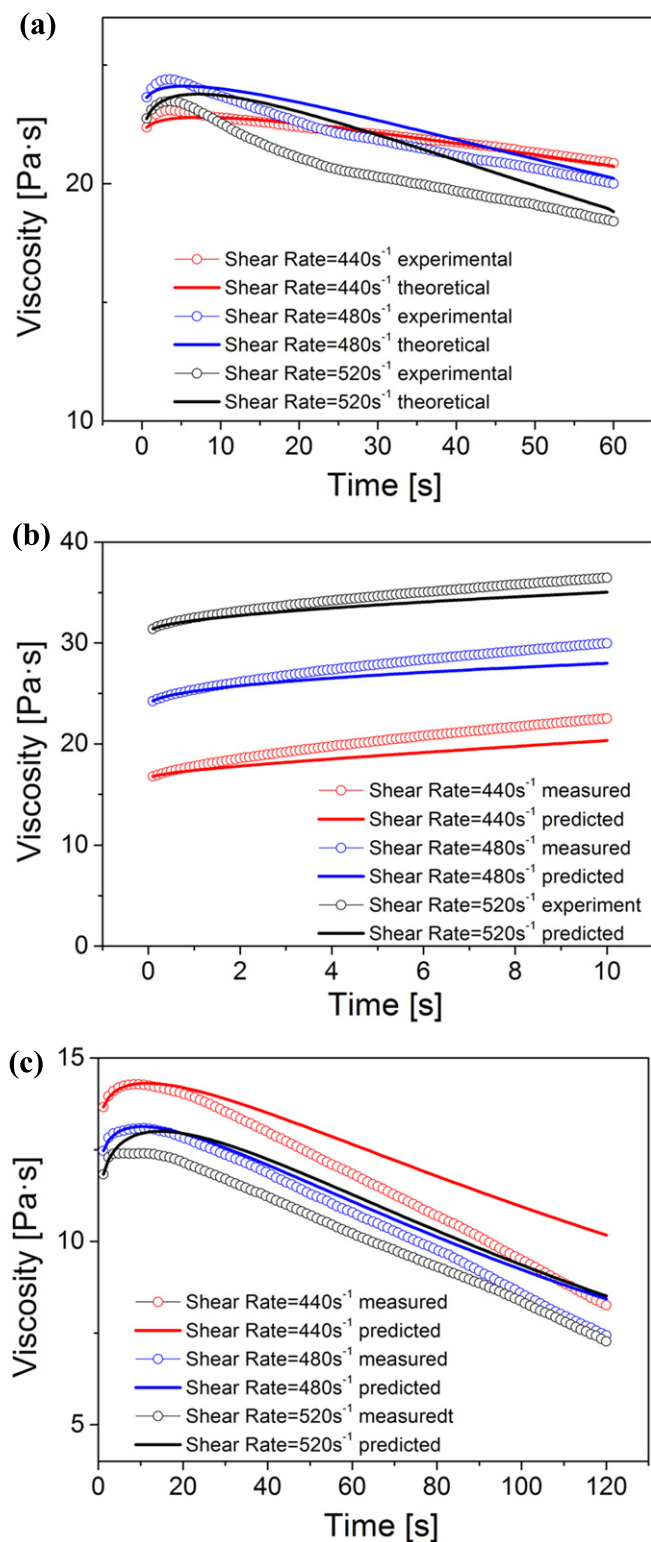 (a)
Viscosity [Pa·s]
20
10
Shear Rate=440s⁻¹ experimental
Shear Rate=440s⁻¹ theoretical
Shear Rate=480s⁻¹ experimental
Shear Rate=480s⁻¹ theoretical
Shear Rate=520s⁻¹ experimental
Shear Rate=520s⁻¹ theoretical
0 10 20 30 40 50 60
Time [s]
(b)
Viscosity [Pa·s]
40
30
20
10
0
Shear Rate=440s⁻¹ measured
Shear Rate=440s⁻¹ predicted
Shear Rate=480s⁻¹ measured
Shear Rate=480s⁻¹ predicted
Shear Rate=520s⁻¹ experiment
Shear Rate=520s⁻¹ predicted
0 2 4 6 8 10
Time [s]
(c)
Viscosity [Pa·s]
15
10
5
Shear Rate=440s⁻¹ measured
Shear Rate=440s⁻¹ predicted
Shear Rate=480s⁻¹ measured
Shear Rate=480s⁻¹ predicted
Shear Rate=520s⁻¹ measuredt
Shear Rate=520s⁻¹ predicted
0 20 40 60 80 100 120
Time [s]